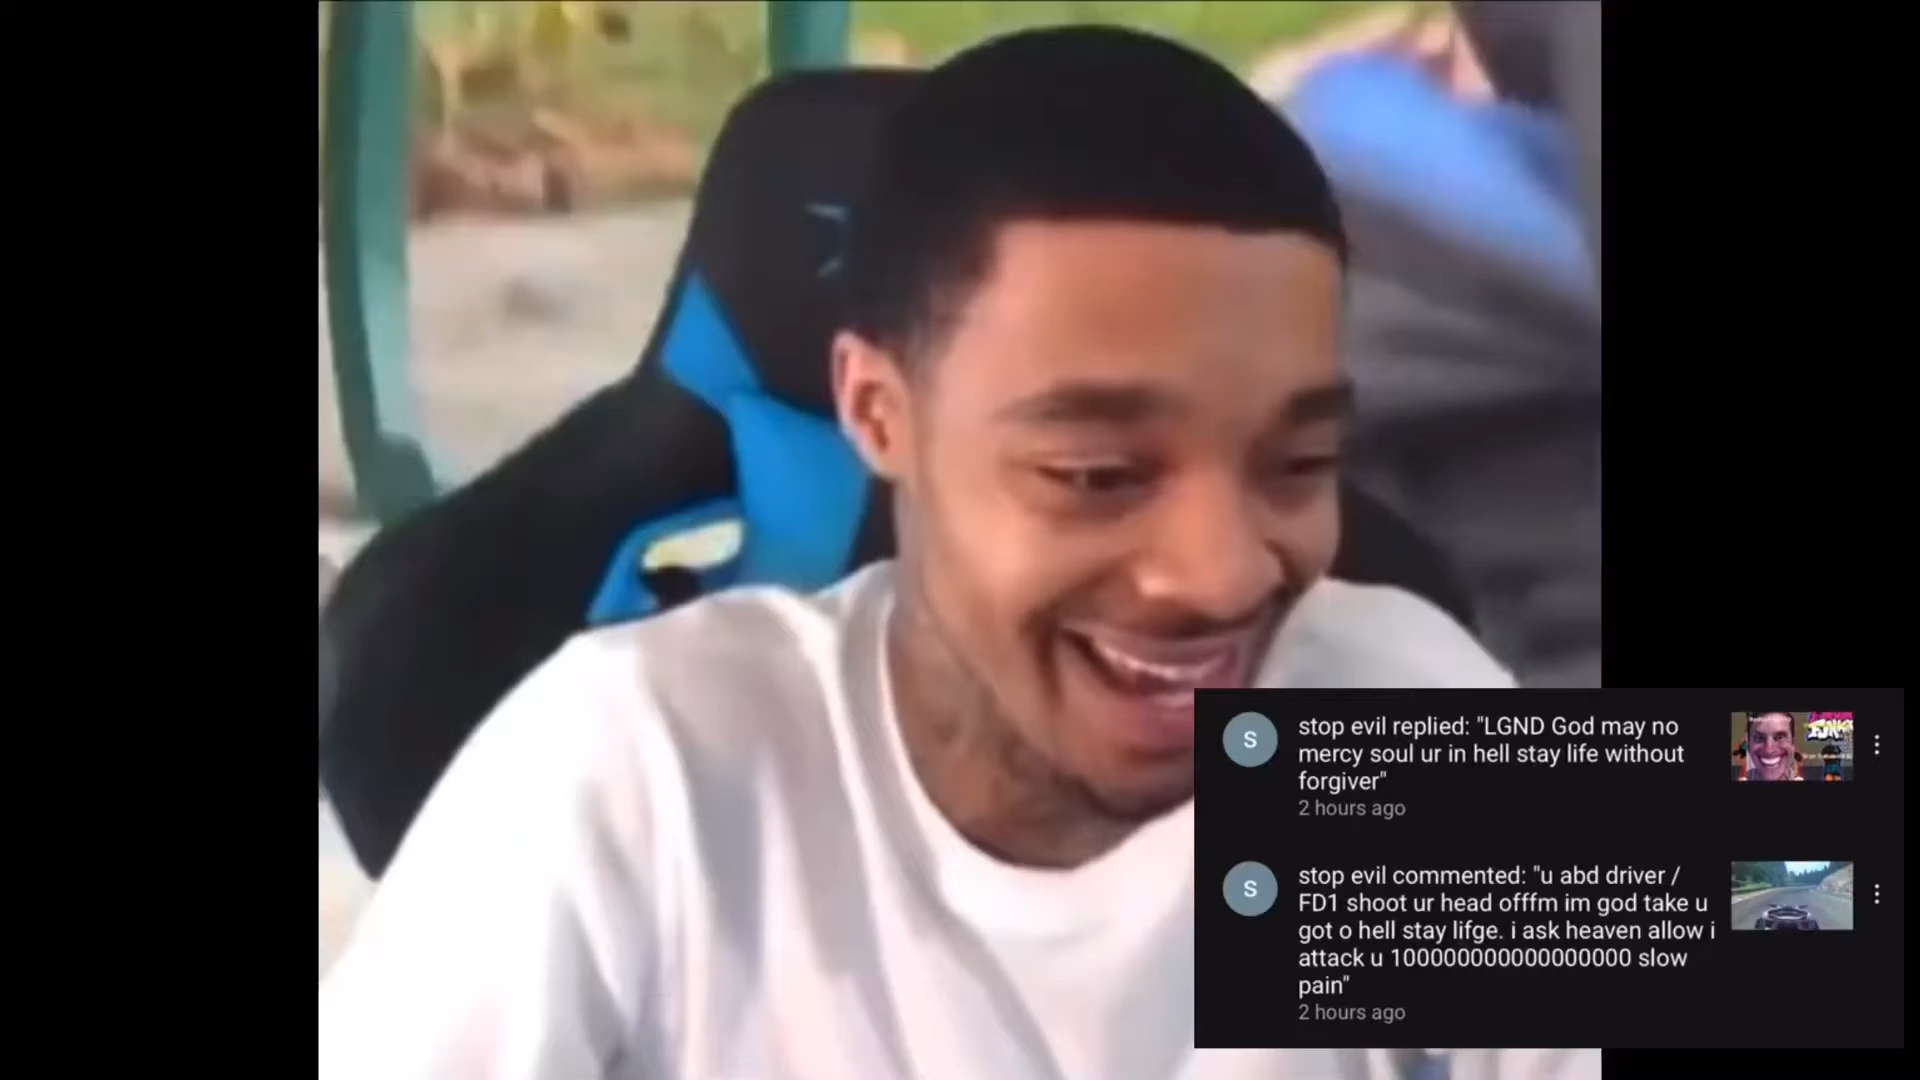 S
stop evil replied: "LGND God may no
mercy soul ur in hell stay life without
forgiver"
2 hours ago
S
stop evil commented: "u abd driver /
FD1 shoot ur head offfm im god take u
got o hell stay lifge. i ask heaven allow i
attack u 100000000000000000 slow
pain"
2 hours ago